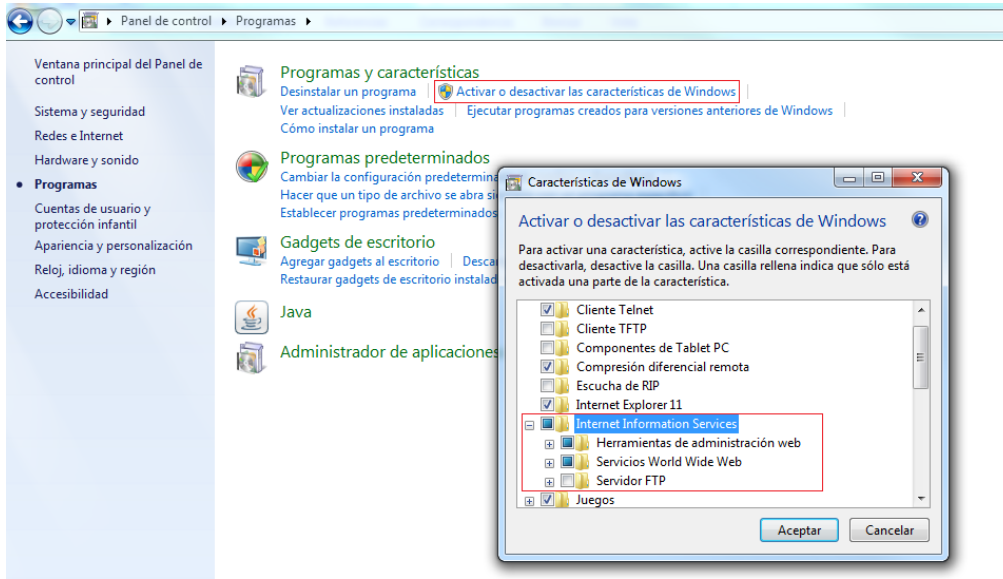 Panel de control ▸ Programas ▸
Ventana principal del Panel de
control
Sistema y seguridad
Redes e Internet
Hardware y sonido
Programas
Cuentas de usuario y
protección infantil
Apariencia y personalización
Reloj, idioma y región
Accesibilidad
Programas y características
Desinstalar un programa
Activar o desactivar las características de Windows
Ver actualizaciones instaladas
Ejecutar programas creados para versiones anteriores de Windows
Cómo instalar un programa
Programas predeterminados
Cambiar la configuración predetermina
Hacer que un tipo de archivo se abra si
Establecer programas predeterminados
Gadgets de escritorio
Agregar gadgets al escritorio
Desca
Restaurar gadgets de escritorio instalad
Java
Administrador de aplicaciones
Características de Windows
Activar o desactivar las características de Windows
Para activar una característica, active la casilla correspondiente. Para
desactivarla, desactive la casilla. Una casilla rellena indica que sólo está
activada una parte de la característica.
Cliente Telnet
Cliente TFTP
Componentes de Tablet PC
Compresión diferencial remota
Escucha de RIP
Internet Explorer 11
Internet Information Services
Herramientas de administración web
Servicios World Wide Web
Servidor FTP
Juegos
Aceptar
Cancelar